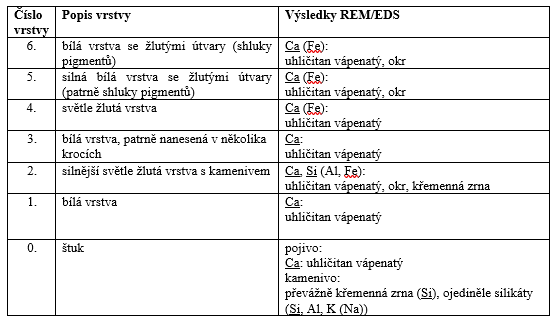 Číslo vrstvy Popis vrstvy Výsledky REM/EDS
6. bílá vrstva se žlutými útvary (shluky pigmentů) Ca (Fe):
uhličitan vápenatý, okr
5. silná bílá vrstva se žlutými útvary (patrně shluky pigmentů) Ca (Fe):
uhličitan vápenatý, okr
4. světle žlutá vrstva Ca (Fe):
uhličitan vápenatý
3. bílá vrstva, patrně nanesená v několika krocích Ca:
uhličitan vápenatý
2. silnější světle žlutá vrstva s kamenivem Ca, Si (Al, Fe):
uhličitan vápenatý, okr, křemenná zrna
1. bílá vrstva Ca:
uhličitan vápenatý
0. štuk pojivo:
Ca: uhličitan vápenatý
kamenivo:
převážně křemenná zrna (Si), ojediněle silikáty
(Si, Al, K (Na))